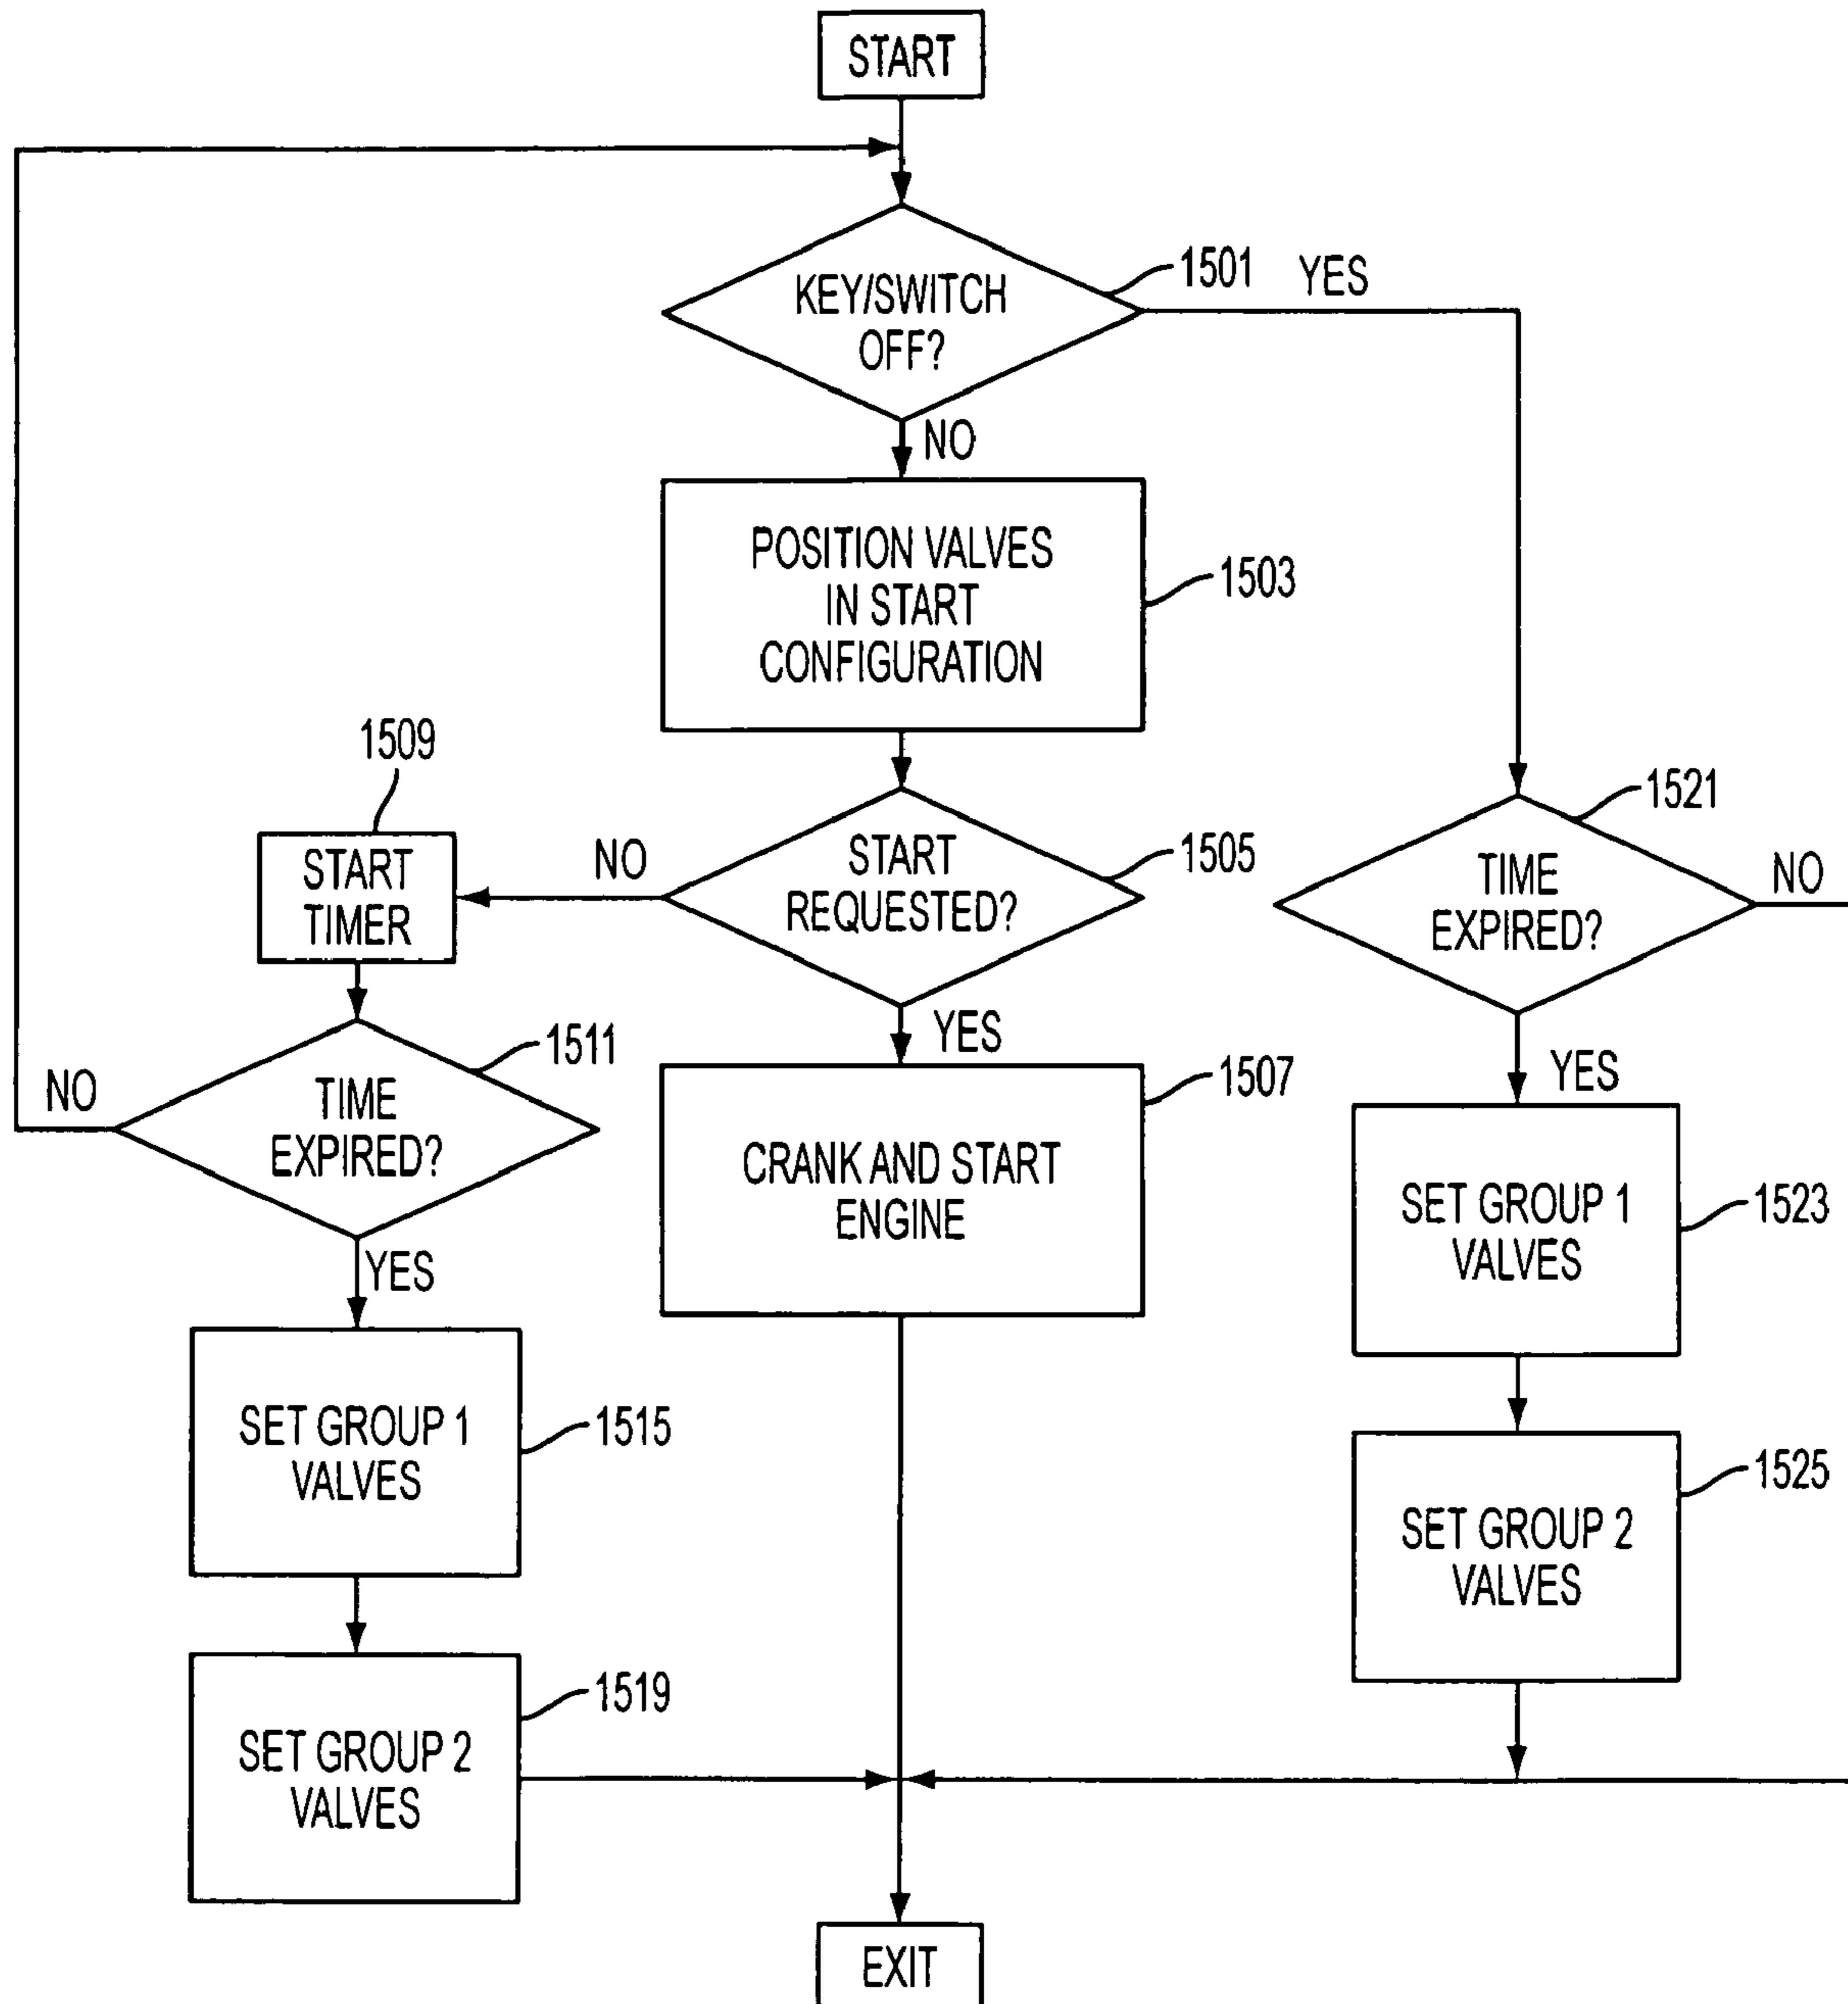 START
KEY/SWITCH
OFF?
1501
YES
NO
POSITION VALVES
IN START
CONFIGURATION
1503
1509
START
TIMER
NO
START
REQUESTED?
1505
1521
TIME
EXPIRED?
NO
YES
1511
TIME
EXPIRED?
NO
YES
CRANK AND START
ENGINE
1507
YES
SET GROUP 1
VALVES
1523
SET GROUP 1
VALVES
1515
SET GROUP 2
VALVES
1525
SET GROUP 2
VALVES
1519
EXIT